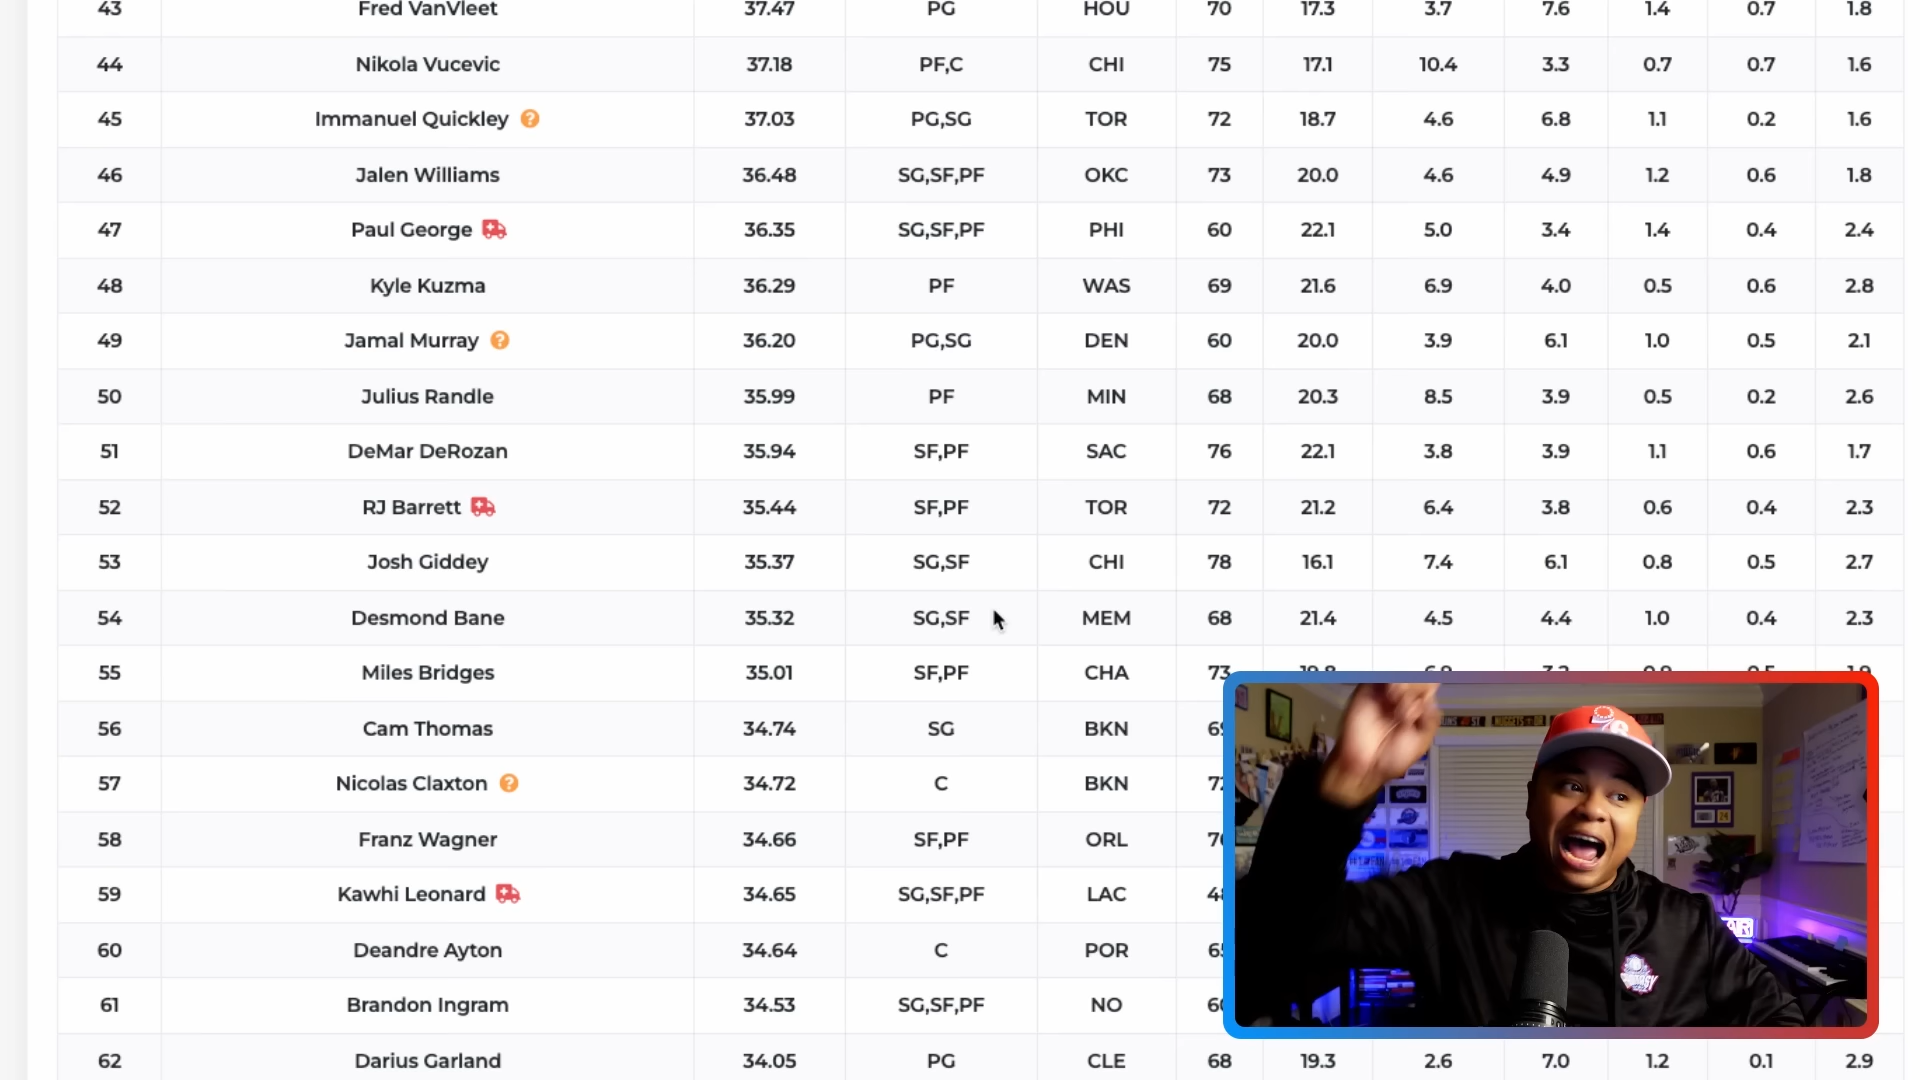 43 Fred VanVleet 37.47 PG HOU 70 17.3 3.7 7.6 1.4 0.7 1.8
44 Nikola Vucevic 37.18 PF,C CHI 75 17.1 10.4 3.3 0.7 0.7 1.6
45 Immanuel Quickley ? 37.03 PG,SG TOR 72 18.7 4.6 6.8 1.1 0.2 1.6
46 Jalen Williams 36.48 SG,SF,PF OKC 73 20.0 4.6 4.9 1.2 0.6 1.8
47 Paul George 36.35 SG,SF,PF PHI 60 22.1 5.0 3.4 1.4 0.4 2.4
48 Kyle Kuzma 36.29 PF WAS 69 21.6 6.9 4.0 0.5 0.6 2.8
49 Jamal Murray ? 36.20 PG,SG DEN 60 20.0 3.9 6.1 1.0 0.5 2.1
50 Julius Randle 35.99 PF MIN 68 20.3 8.5 3.9 0.5 0.2 2.6
51 DeMar DeRozan 35.94 SF,PF SAC 76 22.1 3.8 3.9 1.1 0.6 1.7
52 RJ Barrett 35.44 SF,PF TOR 72 21.2 6.4 3.8 0.6 0.4 2.3
53 Josh Giddey 35.37 SG,SF CHI 78 16.1 7.4 6.1 0.8 0.5 2.7
54 Desmond Bane 35.32 SG,SF MEM 68 21.4 4.5 4.4 1.0 0.4 2.3
55 Miles Bridges 35.01 SF,PF CHA 73
56 Cam Thomas 34.74 SG BKN
57 Nicolas Claxton ? 34.72 C BKN
58 Franz Wagner 34.66 SF,PF ORL
59 Kawhi Leonard 34.65 SG,SF,PF LAC
60 Deandre Ayton 34.64 C POR
61 Brandon Ingram 34.53 SG,SF,PF NO
62 Darius Garland 34.05 PG CLE 68 19.3 2.6 7.0 1.2 0.1 2.9